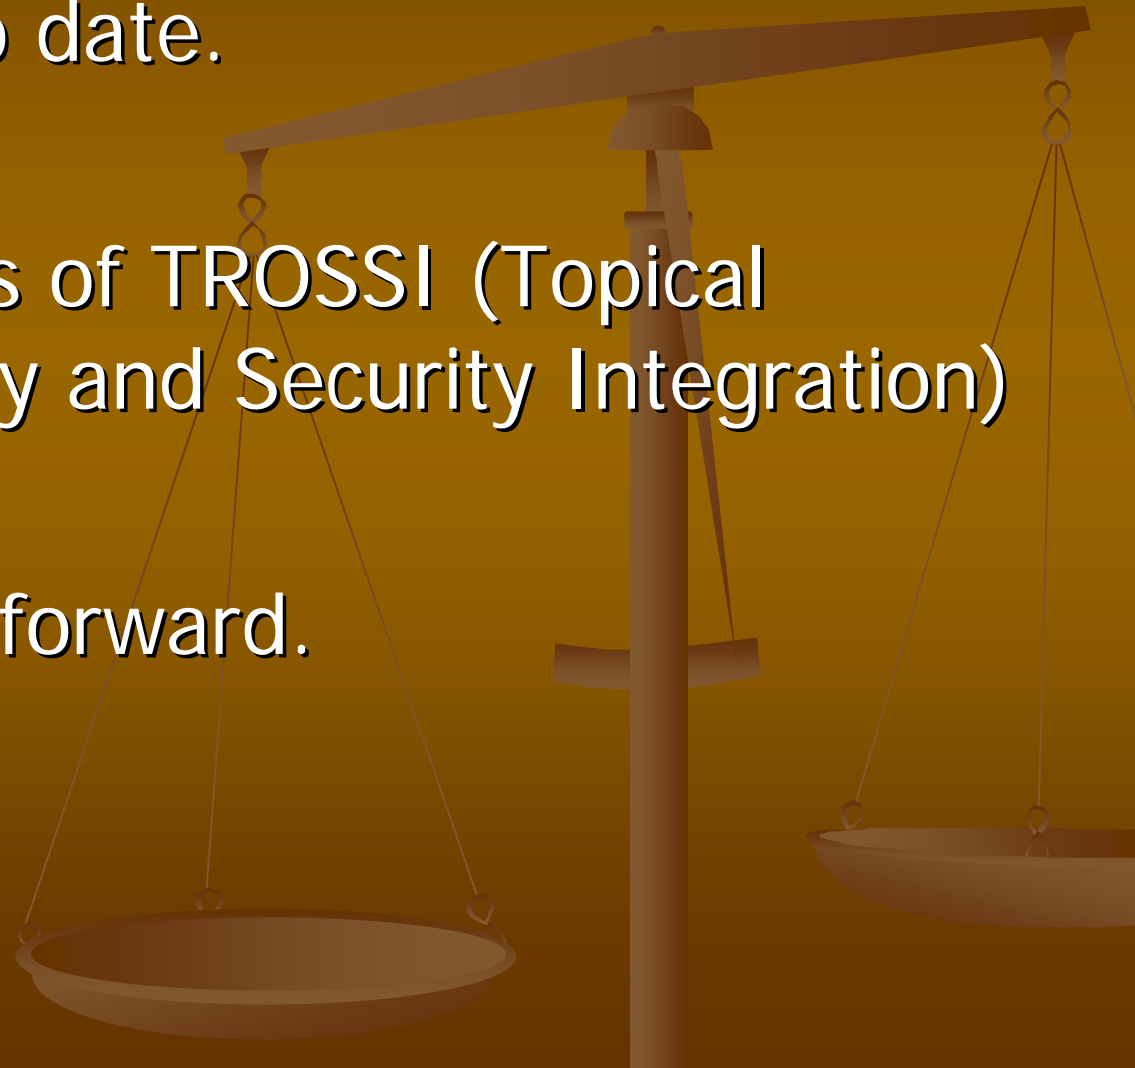 date.
s of TROSSI (Topical
y and Security Integration)
forward.